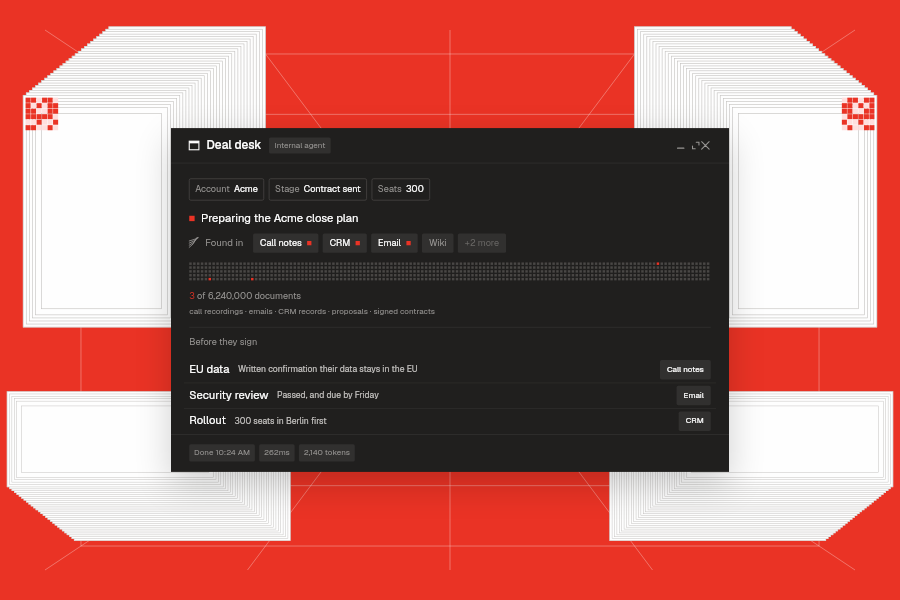 Deal desk Internal agent
Account Acme Stage Contract sent Seats 300
Preparing the Acme close plan
Found in Call notes CRM Email Wiki +2 more
3 of 6,240,000 documents
call recordings · emails · CRM records · proposals · signed contracts
Before they sign
EU data Written confirmation their data stays in the EU Call notes
Security review Passed, and due by Friday Email
Rollout 300 seats in Berlin first CRM
Done 10:24 AM 262ms 2,140 tokens